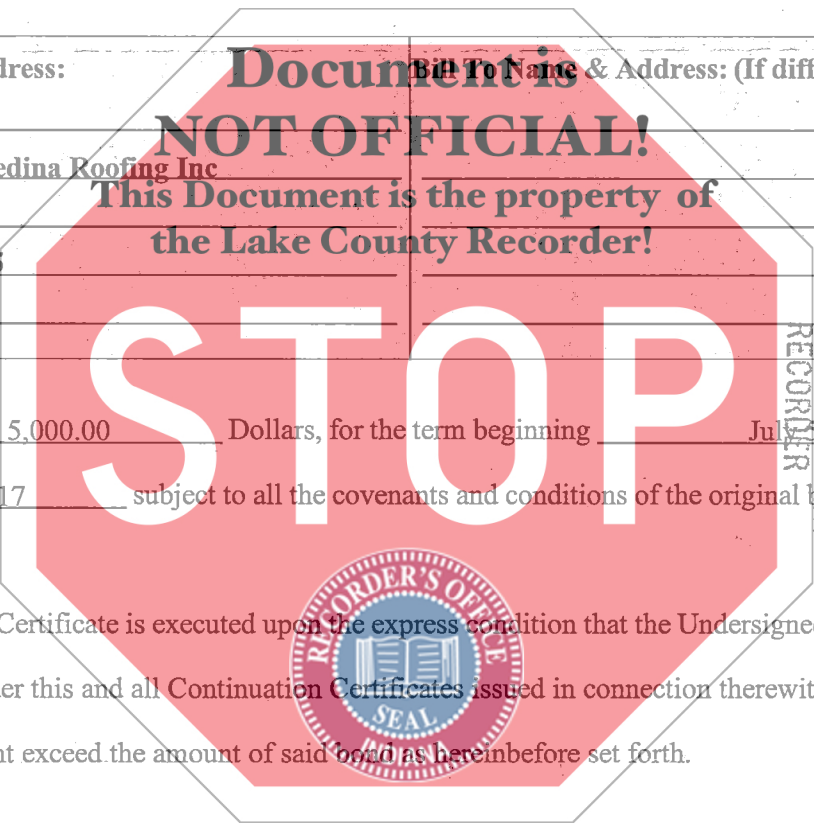 dress:
Bill To Name & Address: (If diff
Document is
NOT OFFICIAL!
edina Roofing Inc
This Document is the property of
the Lake County Recorder!
STOP
RECORDER
5,000.00 Dollars, for the term beginning July
17 subject to all the covenants and conditions of the original b
RECORDER'S OFFICE
SEAL
INDIANA
Certificate is executed upon the express condition that the Undersigne
er this and all Continuation Certificates issued in connection therewit
nt exceed the amount of said bond as hereinbefore set forth.